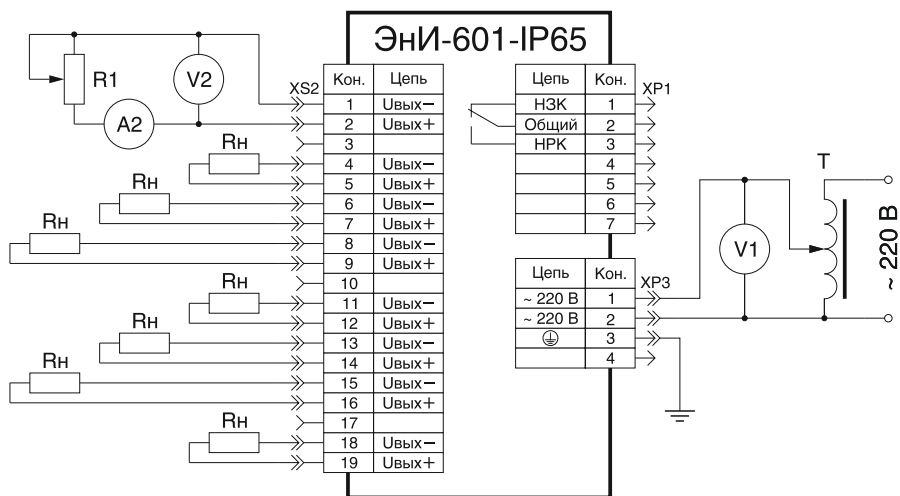 ЭнИ-601-IP65
R1
V2
A2
XS2
Кон. Цепь
1 Uвых−
2 Uвых+
3
4 Uвых−
5 Uвых+
6 Uвых−
7 Uвых+
8 Uвых−
9 Uвых+
10
11 Uвых−
12 Uвых+
13 Uвых−
14 Uвых+
15 Uвых−
16 Uвых+
17
18 Uвых−
19 Uвых+
Rн
Rн
Rн
Rн
Rн
Rн
Rн
Цепь Кон.
XP1
НЗК 1
Общий 2
НРК 3
4
5
6
7
Цепь Кон.
XP3
~ 220 В 1
~ 220 В 2
3
4
V1
T
~ 220 В